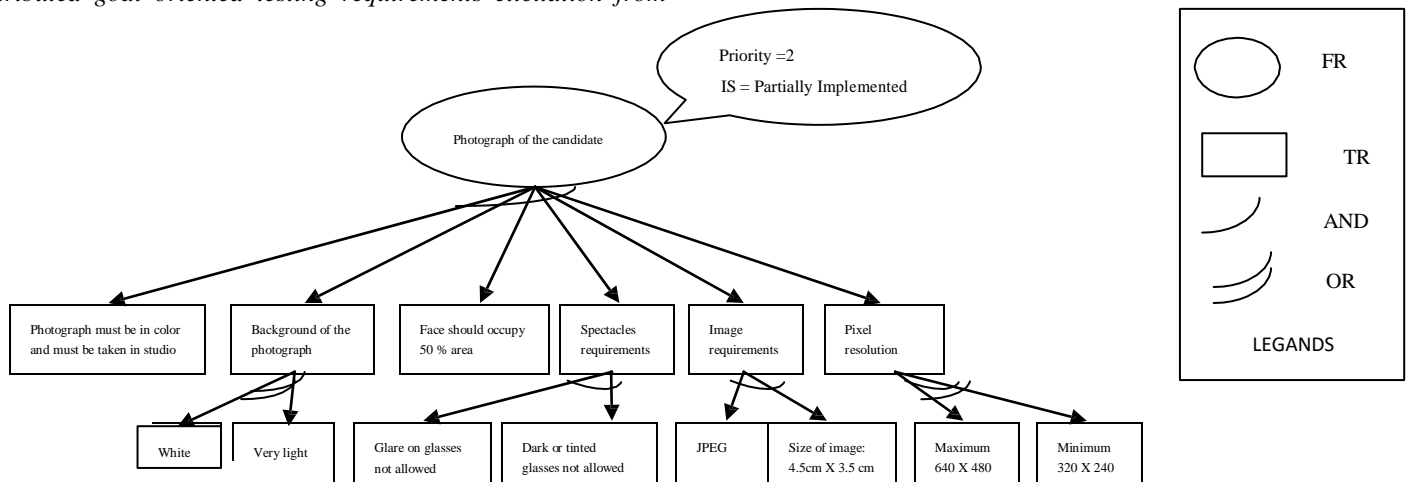 goal oriented testing requirements elicitation from
Priority =2
IS = Partially Implemented
Photograph of the candidate
FR
TR
AND
OR
LEGANDS
Photograph must be in color
and must be taken in studio
Background of the
photograph
Face should occupy
50 % area
Spectacles
requirements
Image
requirements
Pixel
resolution
White
Very light
Glare on glasses
not allowed
Dark or tinted
glasses not allowed
JPEG
Size of image:
4.5cm X 3.5 cm
Maximum
640 X 480
Minimum
320 X 240